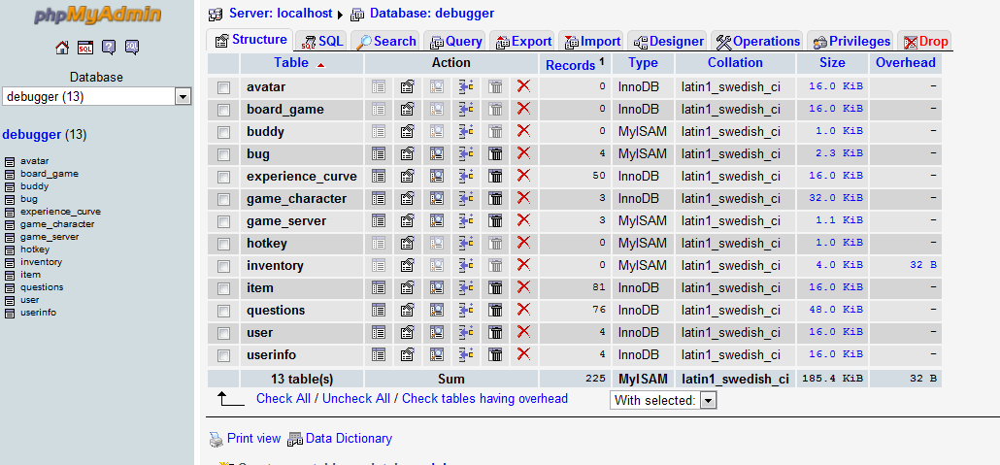 phpMyAdmin
SQL ? SQL
Database
debugger (13)
debugger (13)
avatar
board_game
buddy
bug
experience_curve
game_character
game_server
hotkey
inventory
item
questions
user
userinfo
Server: localhost Database: debugger
Structure SQL Search Query Export Import Designer Operations Privileges Drop
Table Action Records 1 Type Collation Size Overhead
avatar 0 InnoDB latin1_swedish_ci 16.0 KiB -
board_game 0 InnoDB latin1_swedish_ci 16.0 KiB -
buddy 0 MyISAM latin1_swedish_ci 1.0 KiB -
bug 4 MyISAM latin1_swedish_ci 2.3 KiB -
experience_curve 50 InnoDB latin1_swedish_ci 16.0 KiB -
game_character 3 InnoDB latin1_swedish_ci 32.0 KiB -
game_server 3 MyISAM latin1_swedish_ci 1.1 KiB -
hotkey 0 MyISAM latin1_swedish_ci 1.0 KiB -
inventory 0 MyISAM latin1_swedish_ci 4.0 KiB 32 B
item 81 InnoDB latin1_swedish_ci 16.0 KiB -
questions 76 InnoDB latin1_swedish_ci 48.0 KiB -
user 4 InnoDB latin1_swedish_ci 16.0 KiB -
userinfo 4 InnoDB latin1_swedish_ci 16.0 KiB -
13 table(s) Sum 225 MyISAM latin1_swedish_ci 185.4 KiB 32 B
Check All / Uncheck All / Check tables having overhead With selected:
Print view Data Dictionary